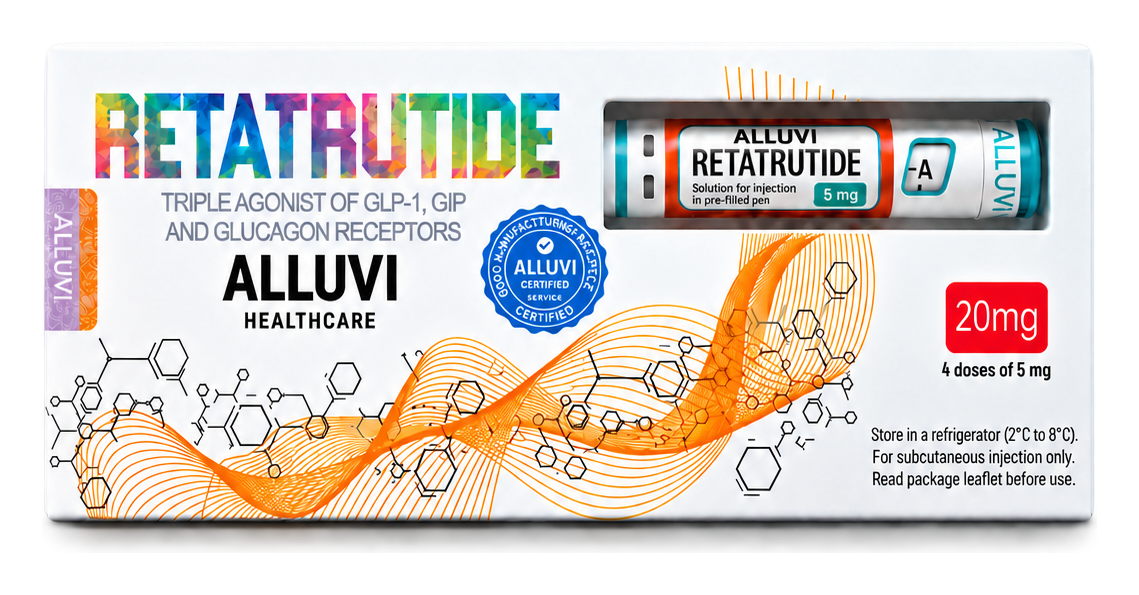 RETATRUTIDE
TRIPLE AGONIST OF GLP-1, GIP
AND GLUCAGON RECEPTORS
ALLUVI
HEALTHCARE
ALLUVI
ALLUVI
CERTIFIED
SERVICE
CERTIFIED
ALLUVI
RETATRUTIDE
Solution for injection
in pre-filled pen
5 mg
-A
ALLUVI
20mg
4 doses of 5 mg
Store in a refrigerator (2°C to 8°C).
For subcutaneous injection only.
Read package leaflet before use.